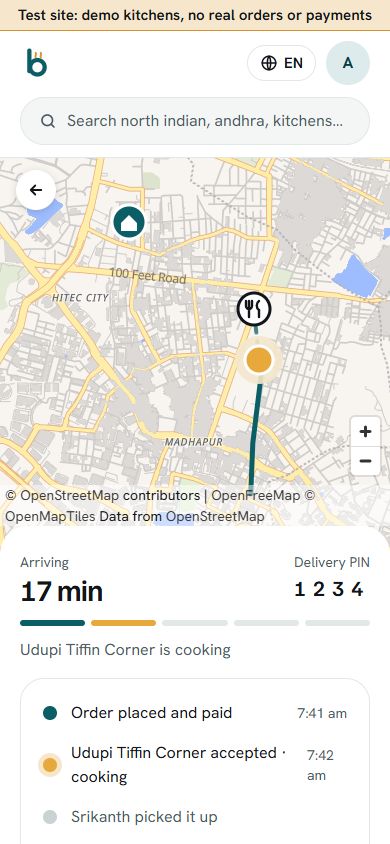 Test site: demo kitchens, no real orders or payments
b
EN
A
Search north indian, andhra, kitchens...
100 Feet Road
HITEC CITY
MADHAPUR
+
−
© OpenStreetMap contributors | OpenFreeMap ©
OpenMapTiles Data from OpenStreetMap
Arriving
Delivery PIN
17 min
1 2 3 4
Udupi Tiffin Corner is cooking
Order placed and paid
7:41 am
Udupi Tiffin Corner accepted ·
cooking
7:42
am
Srikanth picked it up